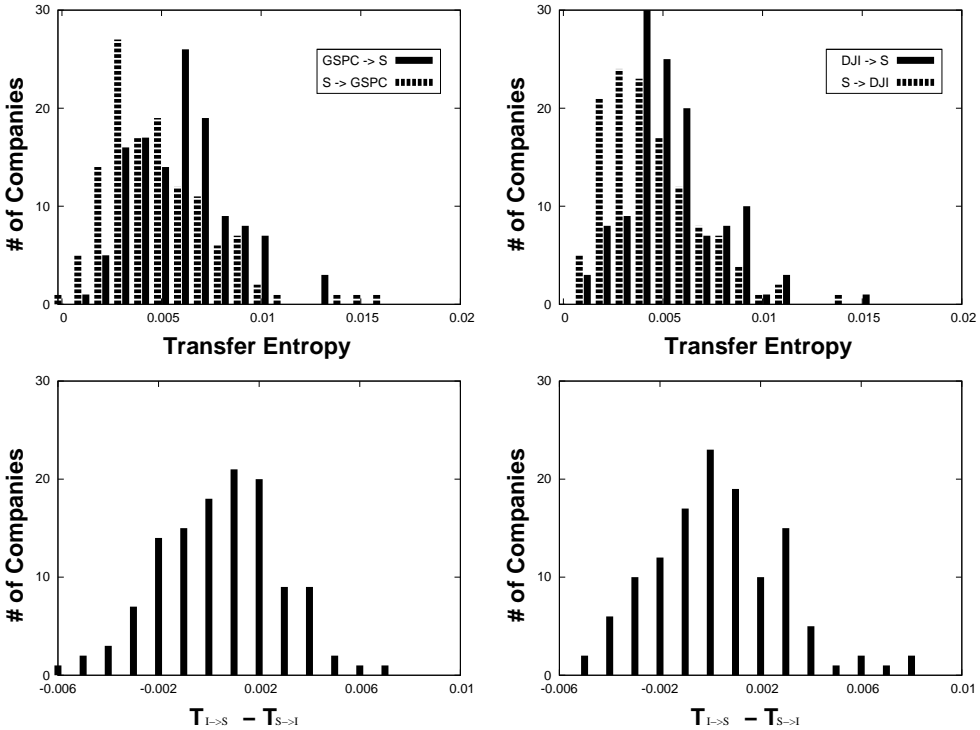 30
20
10
0
# of Companies
GSPC -> S
S -> GSPC
0 0.005 0.01 0.015 0.02
Transfer Entropy
30
20
10
0
# of Companies
DJI -> S
S -> DJI
0 0.005 0.01 0.015 0.02
Transfer Entropy
30
20
10
0
# of Companies
-0.006 -0.002 0.002 0.006 0.01
T I->S – T S->I
30
20
10
0
# of Companies
-0.006 -0.002 0.002 0.006 0.01
T I->S – T S->I